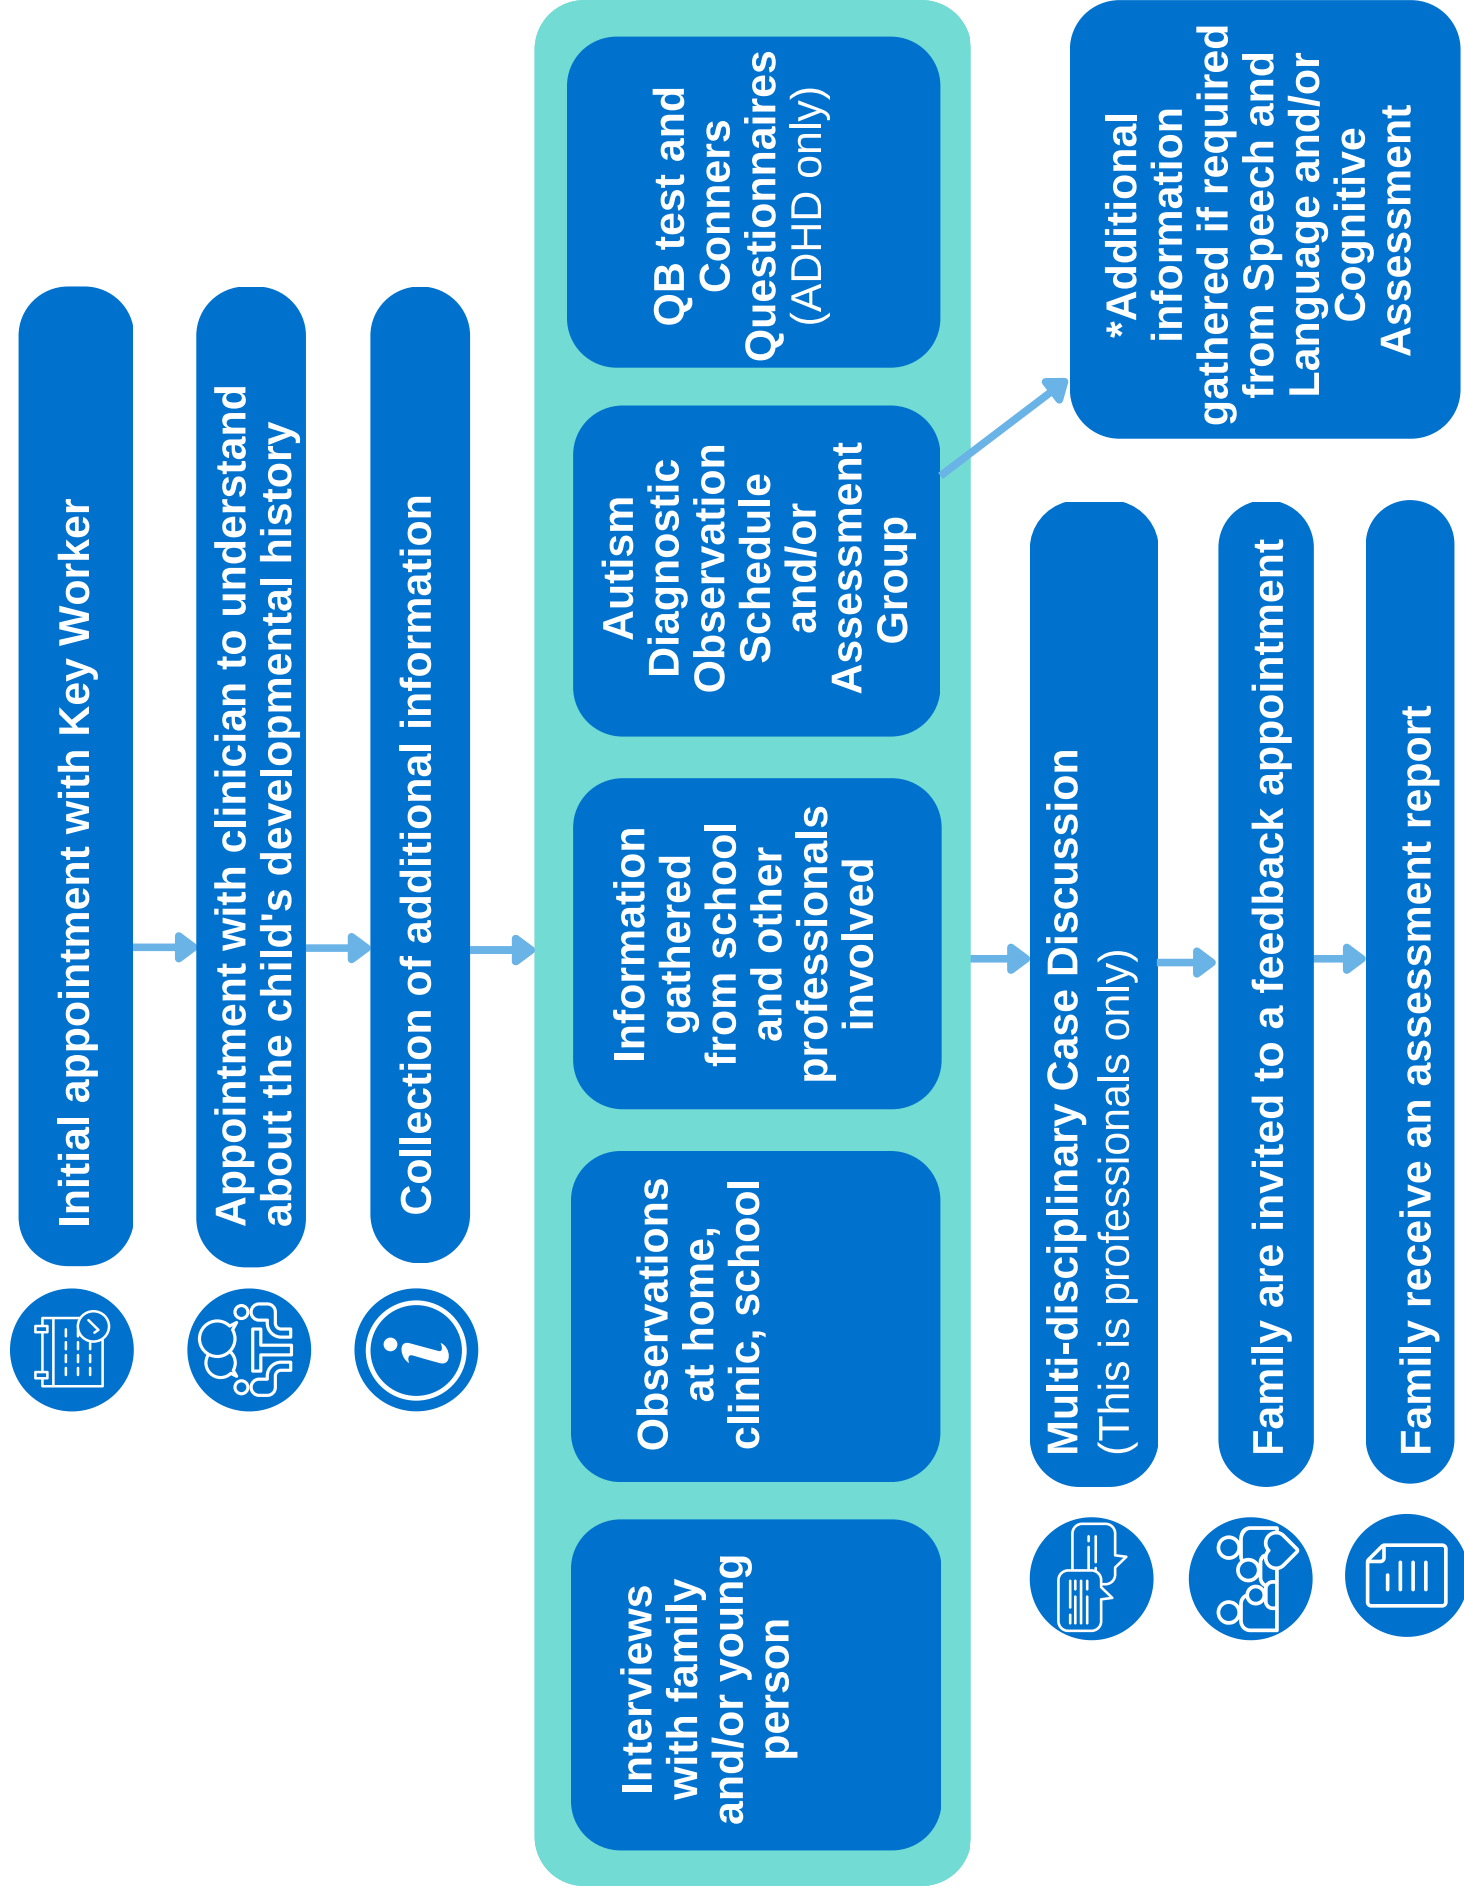 Initial appointment with Key Worker
Appointment with clinician to understand
about the child's developmental history
Collection of additional information
Interviews
with family
and/or young
person
Observations
at home,
clinic, school
Information
gathered
from school
and other
professionals
involved
Autism
Diagnostic
Observation
Schedule
and/or
Assessment
Group
QB test and
Conners
Questionnaires
(ADHD only)
*Additional
information
gathered if required
from Speech and
Language and/or
Cognitive
Assessment
Multi-disciplinary Case Discussion
(This is professionals only)
Family are invited to a feedback appointment
Family receive an assessment report